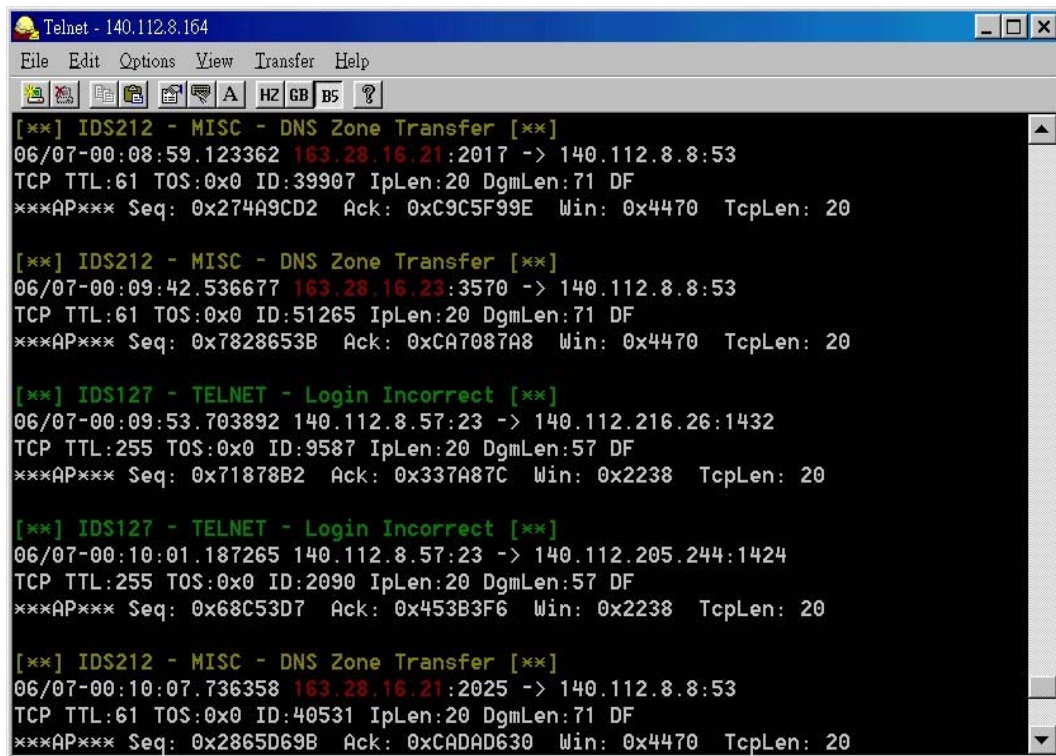 Telnet - 140.112.8.164
File Edit Options View Transfer Help
A HZ GB B5 ?
[**] IDS212 - MISC - DNS Zone Transfer [**]
06/07-00:08:59.123362 163.28.16.21:2017 -> 140.112.8.8:53
TCP TTL:61 TOS:0x0 ID:39907 IpLen:20 DgmLen:71 DF
***AP*** Seq: 0x274A9CD2 Ack: 0xC9C5F99E Win: 0x4470 TcpLen: 20
[**] IDS212 - MISC - DNS Zone Transfer [**]
06/07-00:09:42.536677 163.28.16.23:3570 -> 140.112.8.8:53
TCP TTL:61 TOS:0x0 ID:51265 IpLen:20 DgmLen:71 DF
***AP*** Seq: 0x7828653B Ack: 0xCA7087A8 Win: 0x4470 TcpLen: 20
[**] IDS127 - TELNET - Login Incorrect [**]
06/07-00:09:53.703892 140.112.8.57:23 -> 140.112.216.26:1432
TCP TTL:255 TOS:0x0 ID:9587 IpLen:20 DgmLen:57 DF
***AP*** Seq: 0x71878B2 Ack: 0x337A87C Win: 0x2238 TcpLen: 20
[**] IDS127 - TELNET - Login Incorrect [**]
06/07-00:10:01.187265 140.112.8.57:23 -> 140.112.205.244:1424
TCP TTL:255 TOS:0x0 ID:2090 IpLen:20 DgmLen:57 DF
***AP*** Seq: 0x68C53D7 Ack: 0x453B3F6 Win: 0x2238 TcpLen: 20
[**] IDS212 - MISC - DNS Zone Transfer [**]
06/07-00:10:07.736358 163.28.16.21:2025 -> 140.112.8.8:53
TCP TTL:61 TOS:0x0 ID:40531 IpLen:20 DgmLen:71 DF
***AP*** Seq: 0x2865D69B Ack: 0xCADAD630 Win: 0x4470 TcpLen: 20